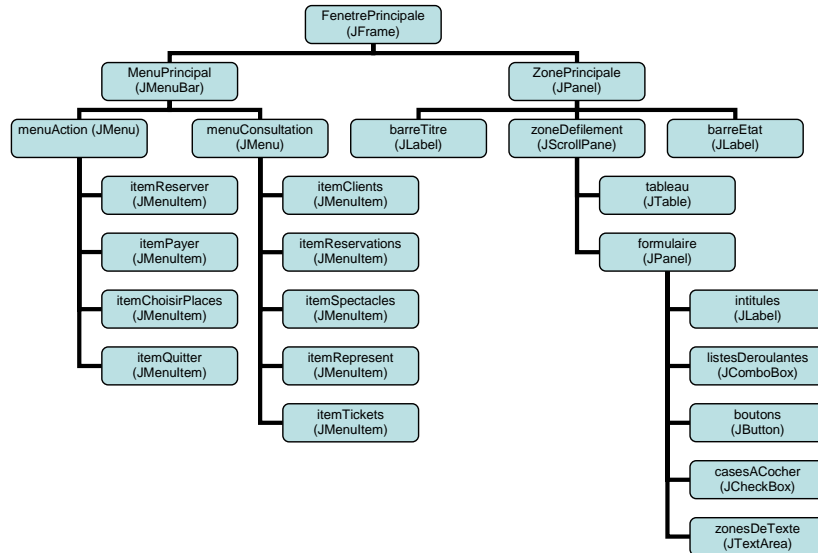 FenetrePrincipale
(JFrame)
MenuPrincipal
(JMenuBar)
ZonePrincipale
(JPanel)
menuAction (JMenu)
menuConsultation
(JMenu)
barreTitre
(JLabel)
zoneDefilement
(JScrollPane)
barreEtat
(JLabel)
itemReserver
(JMenuItem)
itemPayer
(JMenuItem)
itemChoisirPlaces
(JMenuItem)
itemQuitter
(JMenuItem)
itemClients
(JMenuItem)
itemReservations
(JMenuItem)
itemSpectacles
(JMenuItem)
itemRepresent
(JMenuItem)
itemTickets
(JMenuItem)
tableau
(JTable)
formulaire
(JPanel)
intitules
(JLabel)
listesDeroulantes
(JComboBox)
boutons
(JButton)
casesACocher
(JCheckBox)
zonesDeTexte
(JTextArea)